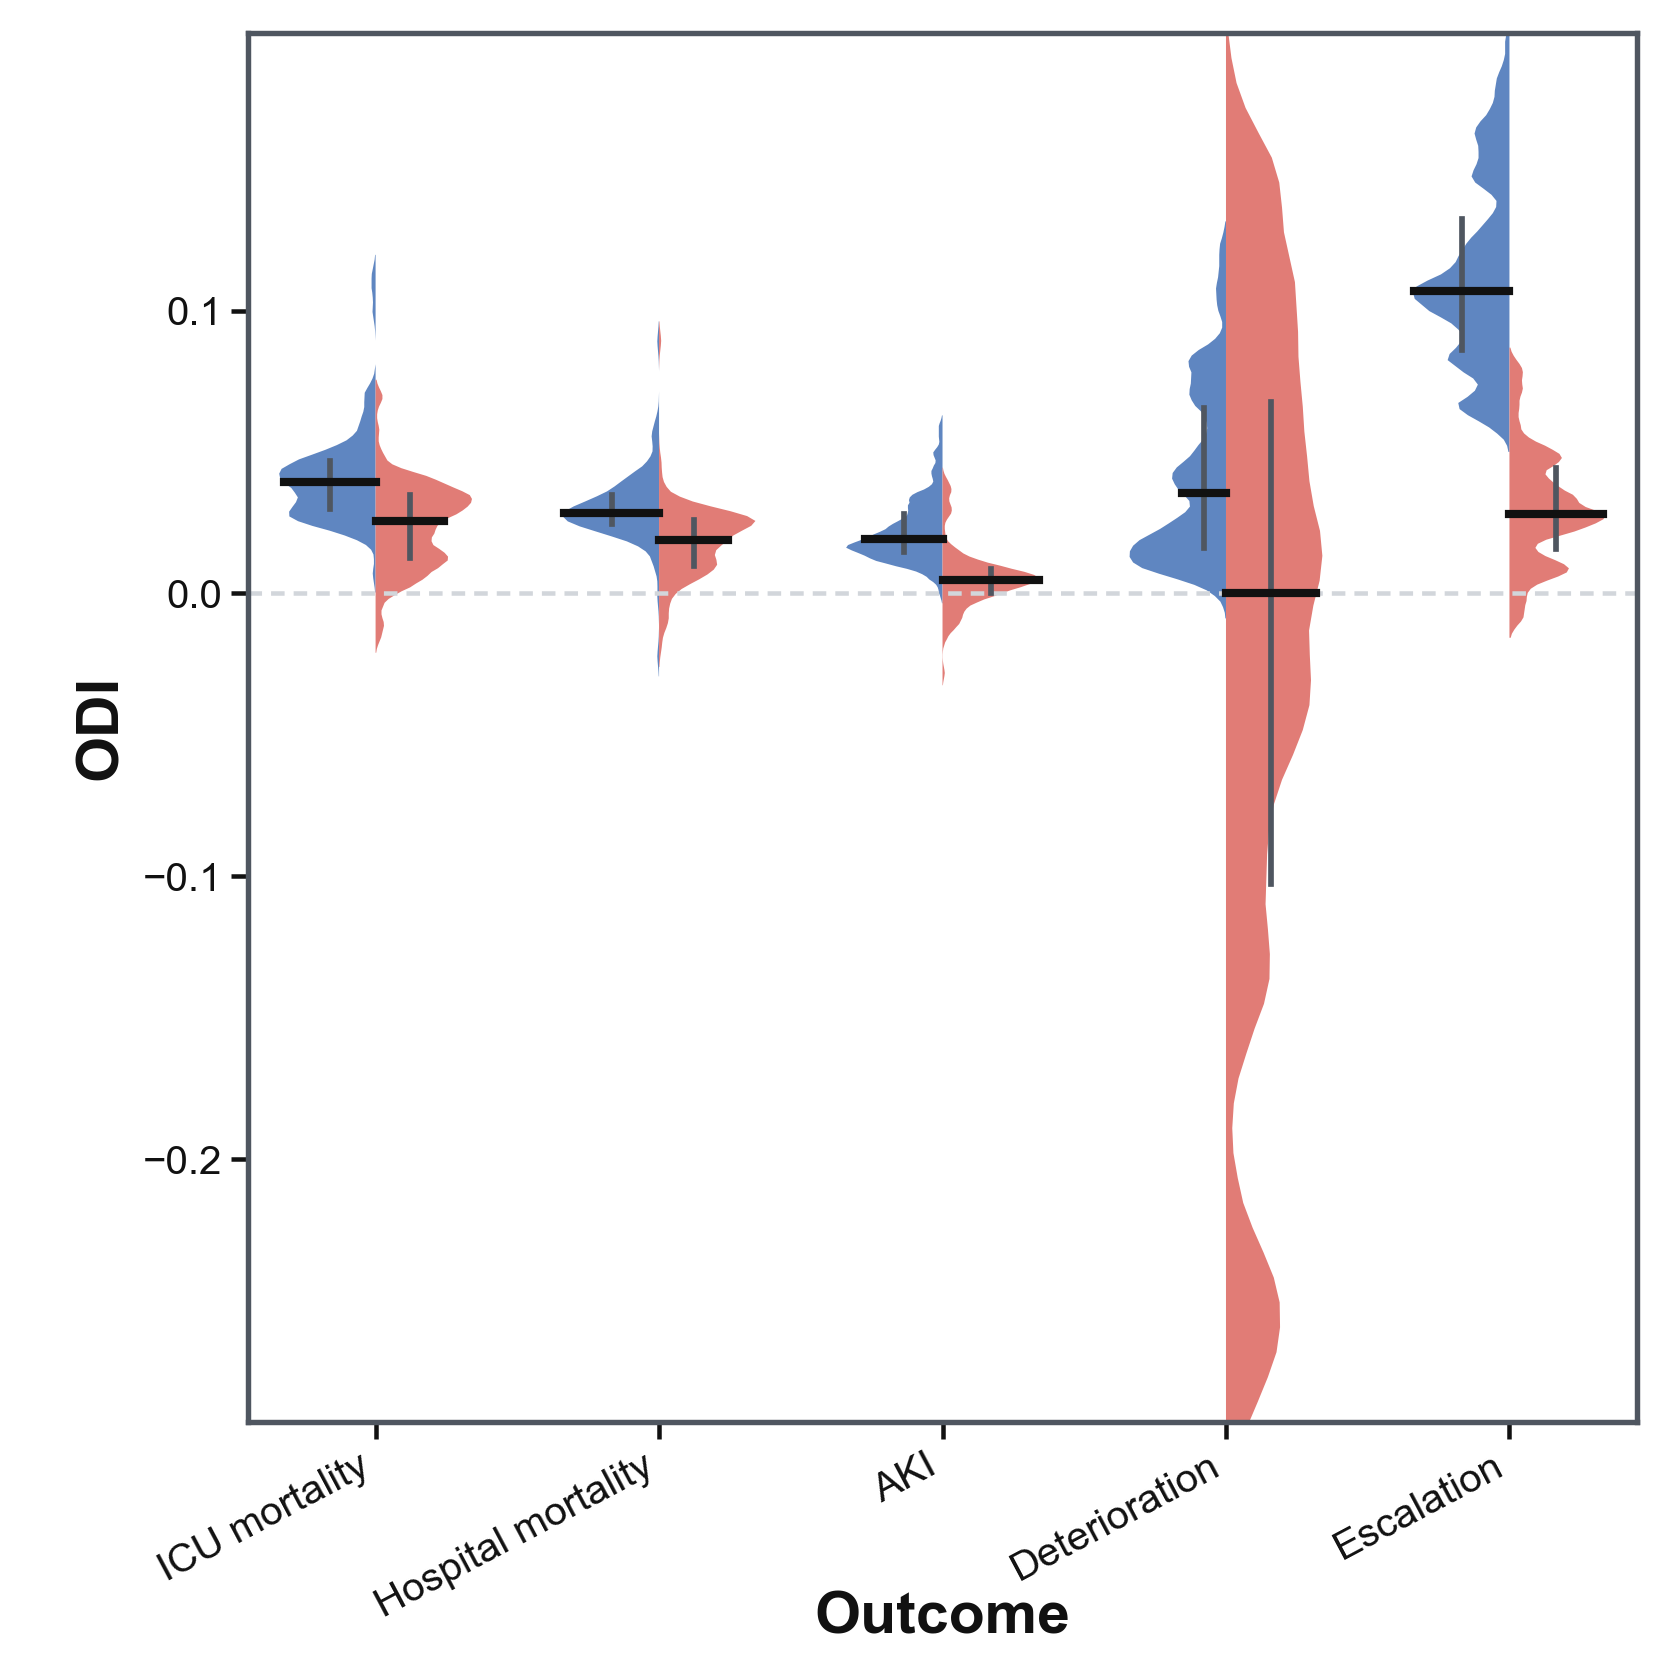 ODI
0.1
0.0
−0.1
−0.2
ICU mortality
Hospital mortality
AKI
Deterioration
Escalation
Outcome